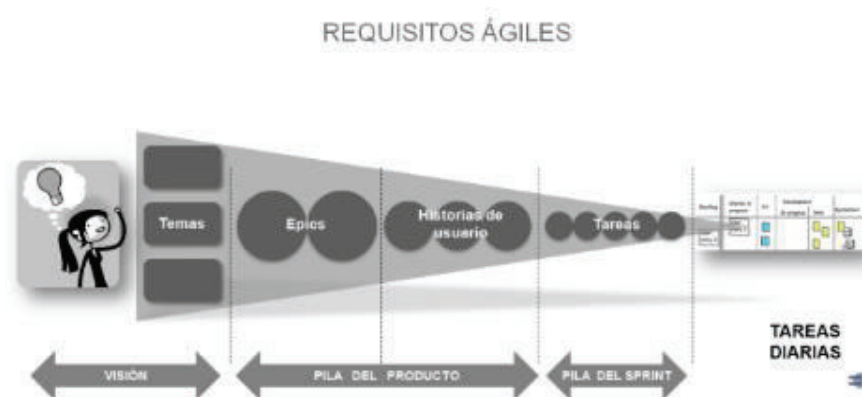 REQUISITOS ÁGILES
Temas
Epics
Historias de
usuario
Tareas
TAREAS
DIARIAS
VISIÓN
PILA DEL PRODUCTO
PILA DEL SPRINT